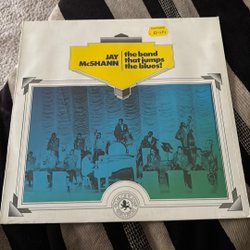 JAY
McSHANN
the band
that jumps
the blues!